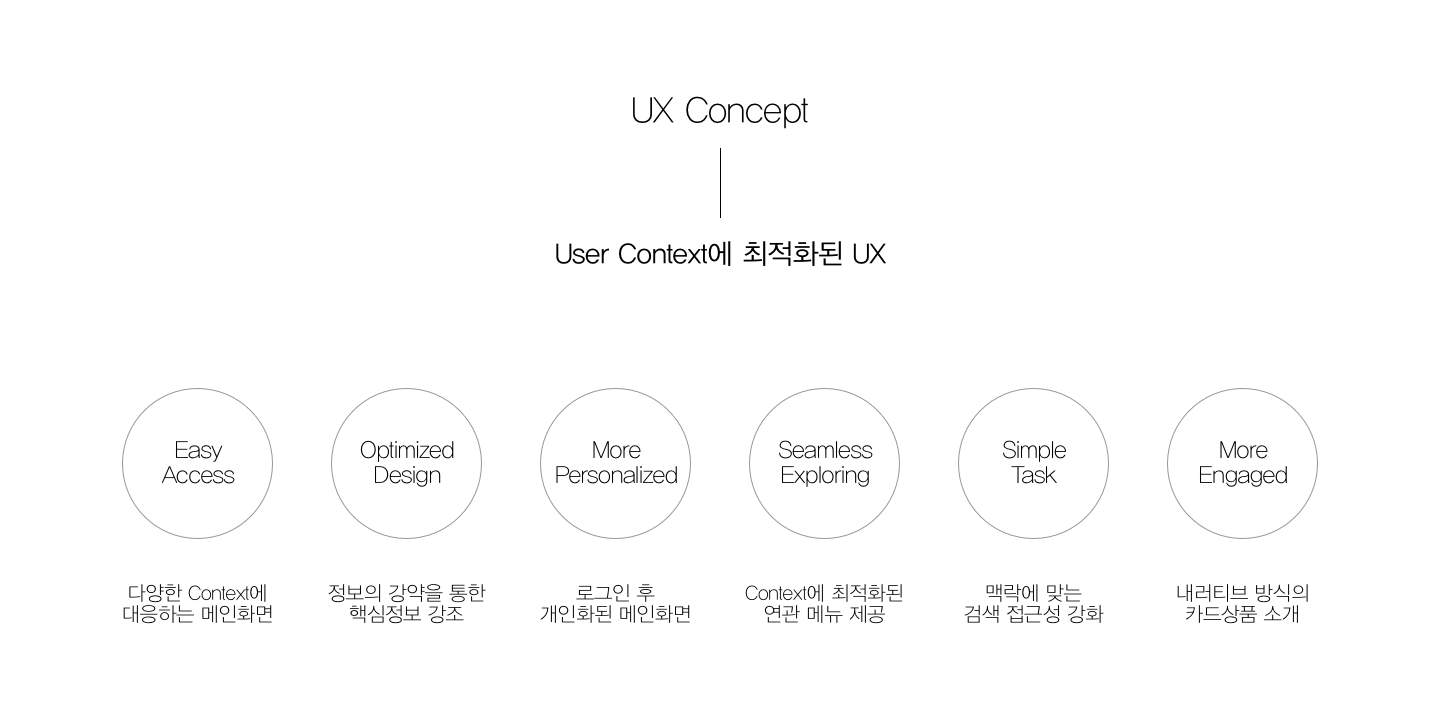 UX Concept
User Context에 최적화된 UX
Easy
Access
Optimized
Design
More
Personalized
Seamless
Exploring
Simple
Task
More
Engaged
다양한 Context에
대응하는 메인화면
정보의 강약을 통한
핵심정보 강조
로그인 후
개인화된 메인화면
Context에 최적화된
연관 메뉴 제공
맥락에 맞는
검색 접근성 강화
내러티브 방식의
카드상품 소개